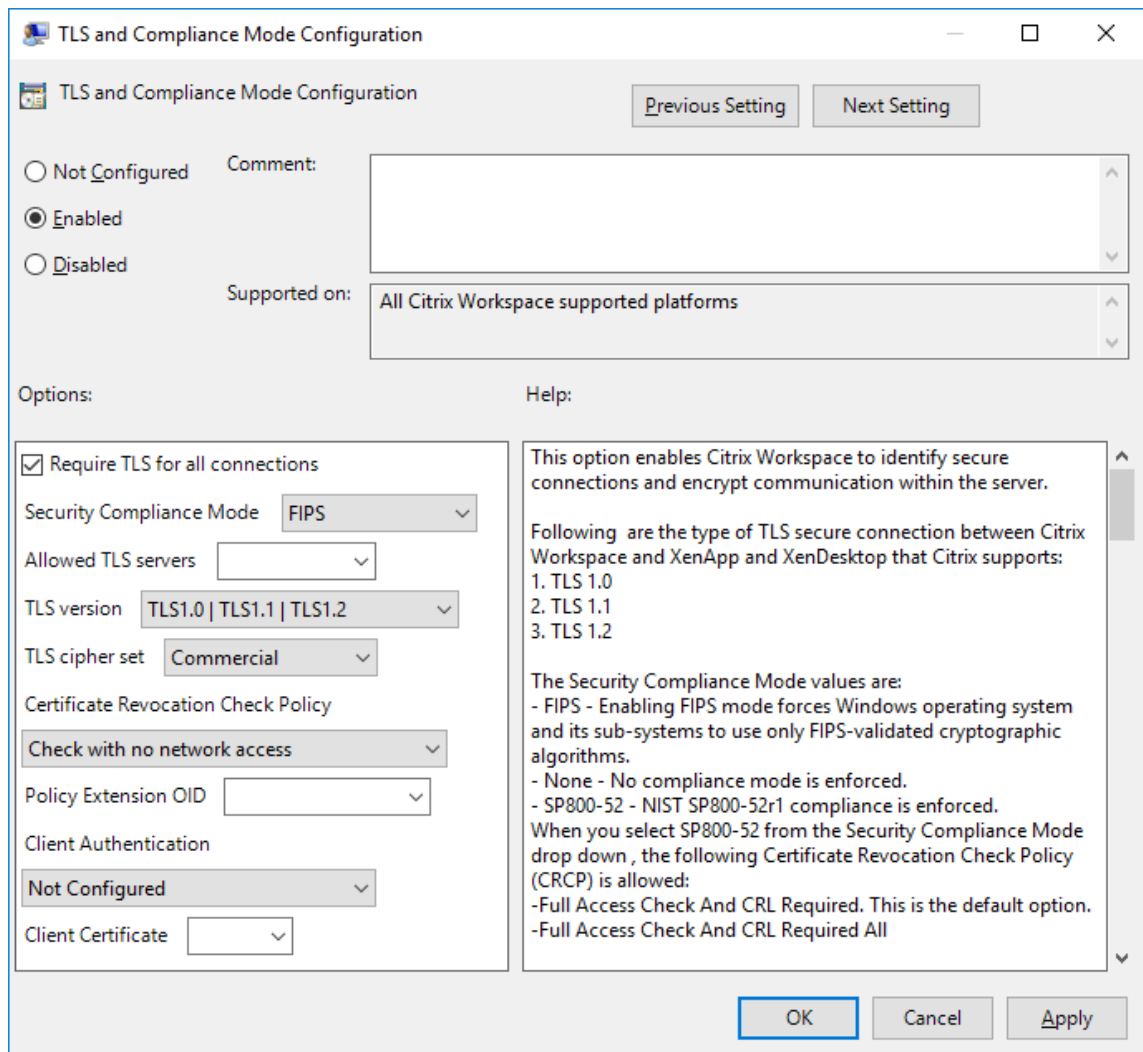 TLS and Compliance Mode Configuration
TLS and Compliance Mode Configuration
Previous Setting
Next Setting
Not Configured
Enabled
Disabled
Comment:
Supported on:
All Citrix Workspace supported platforms
Options:
Help:
Require TLS for all connections
Security Compliance Mode FIPS
Allowed TLS servers
TLS version TLS1.0 | TLS1.1 | TLS1.2
TLS cipher set Commercial
Certificate Revocation Check Policy
Check with no network access
Policy Extension OID
Client Authentication
Not Configured
Client Certificate
This option enables Citrix Workspace to identify secure
connections and encrypt communication within the server.
Following  are the type of TLS secure connection between Citrix
Workspace and XenApp and XenDesktop that Citrix supports:
1. TLS 1.0
2. TLS 1.1
3. TLS 1.2
The Security Compliance Mode values are:
- FIPS - Enabling FIPS mode forces Windows operating system
and its sub-systems to use only FIPS-validated cryptographic
algorithms.
- None - No compliance mode is enforced.
- SP800-52 - NIST SP800-52r1 compliance is enforced.
When you select SP800-52 from the Security Compliance Mode
drop down , the following Certificate Revocation Check Policy
(CRCP) is allowed:
-Full Access Check And CRL Required. This is the default option.
-Full Access Check And CRL Required All
OK
Cancel
Apply